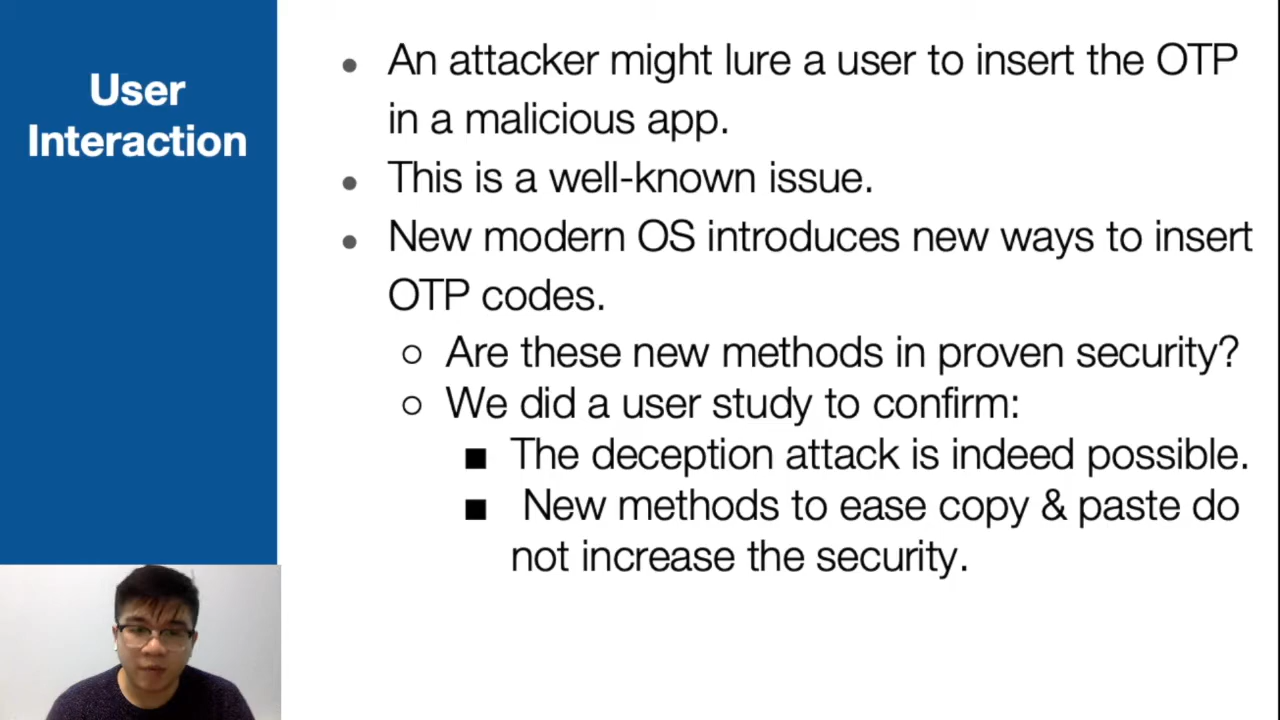 User
Interaction
● An attacker might lure a user to insert the OTP
in a malicious app.
● This is a well-known issue.
● New modern OS introduces new ways to insert
OTP codes.
○ Are these new methods in proven security?
○ We did a user study to confirm:
■ The deception attack is indeed possible.
■ New methods to ease copy & paste do
not increase the security.